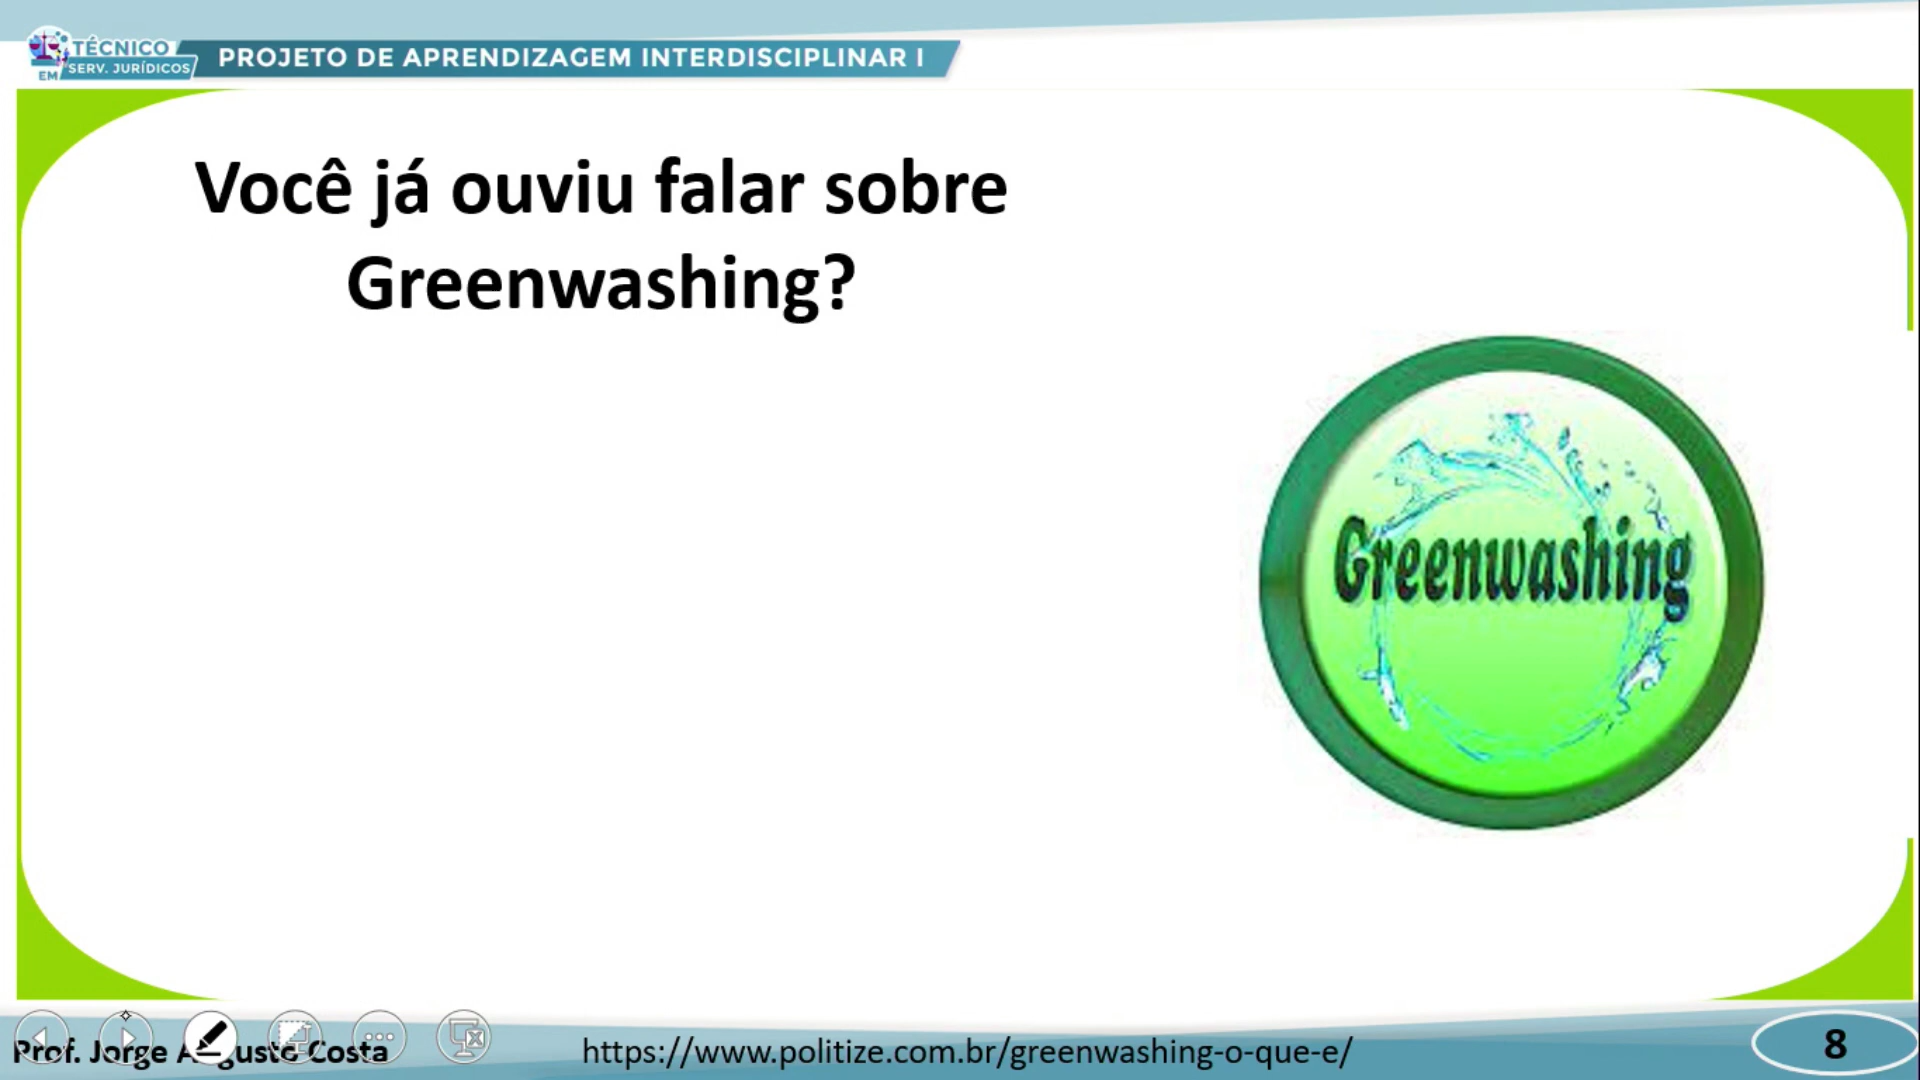 TÉCNICO
EM SERV. JURÍDICOS
PROJETO DE APRENDIZAGEM INTERDISCIPLINAR I
Você já ouviu falar sobre
Greenwashing?
Greenwashing
Prof. Jorge Augusto Costa
https://www.politize.com.br/greenwashing-o-que-e/
8